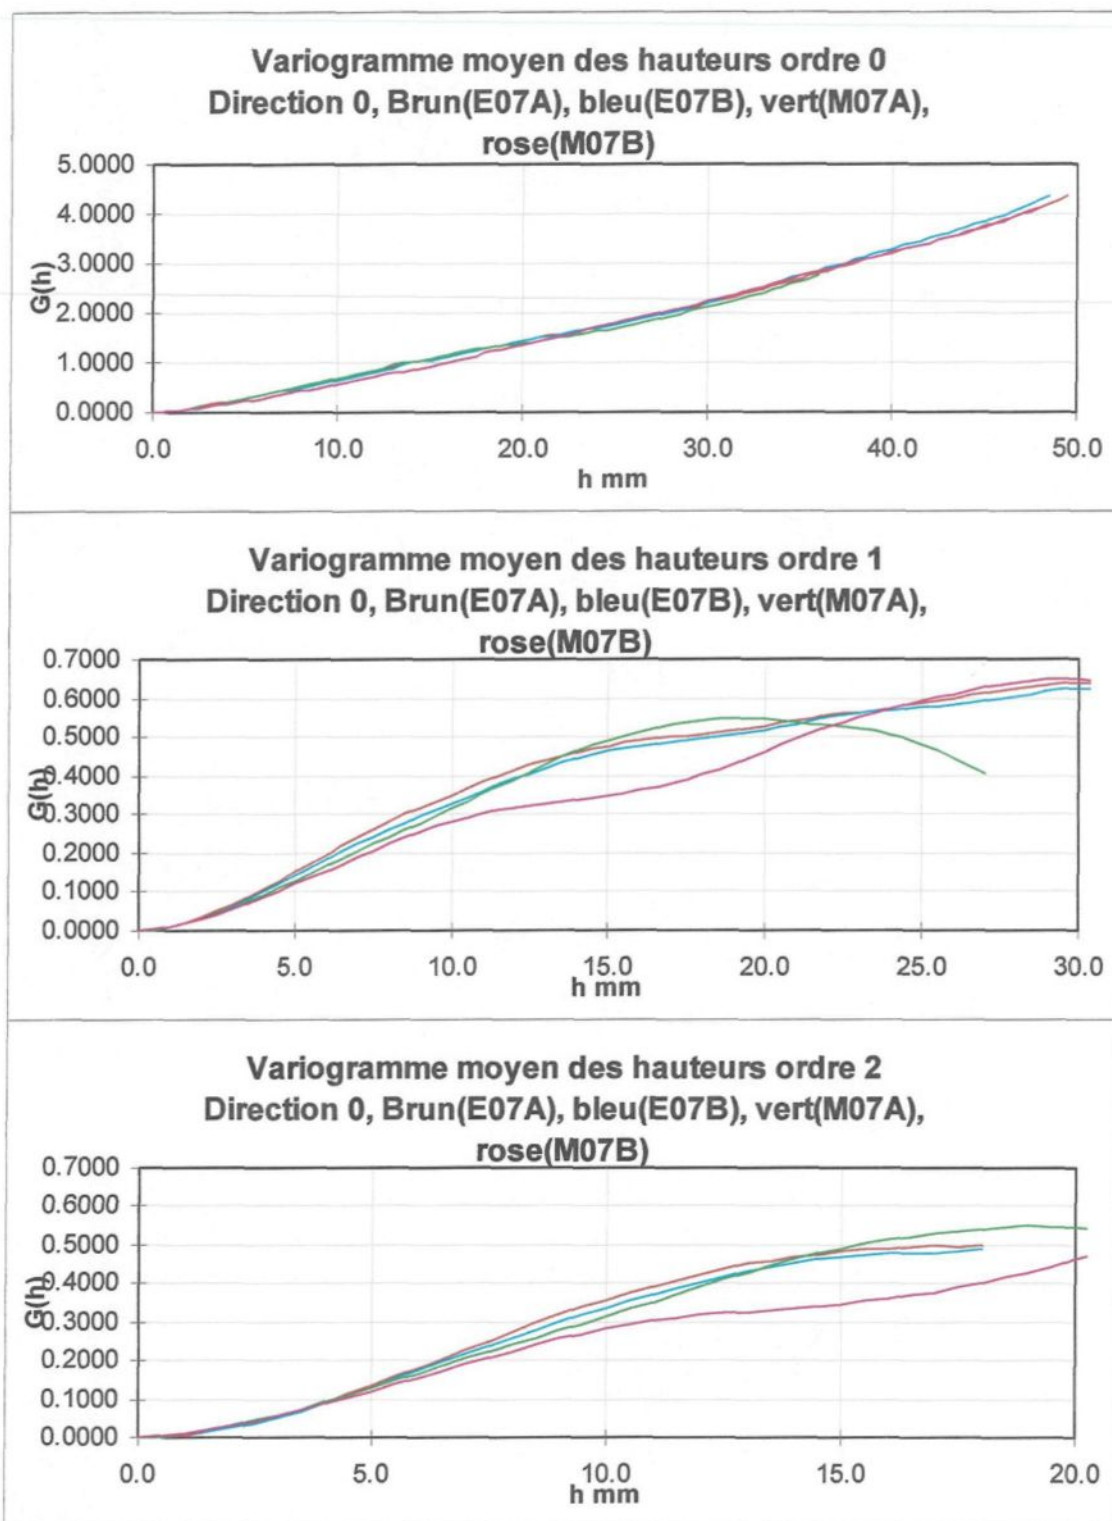 Variogramme moyen des hauteurs ordre 0
Direction 0, Brun(E07A), bleu(E07B), vert(M07A),
rose(M07B)
5.0000
4.0000
3.0000
2.0000
1.0000
0.0000
G(h)
0.0 10.0 20.0 30.0 40.0 50.0
h mm
Variogramme moyen des hauteurs ordre 1
Direction 0, Brun(E07A), bleu(E07B), vert(M07A),
rose(M07B)
0.7000
0.6000
0.5000
0.4000
0.3000
0.2000
0.1000
0.0000
G(h)
0.0 5.0 10.0 15.0 20.0 25.0 30.0
h mm
Variogramme moyen des hauteurs ordre 2
Direction 0, Brun(E07A), bleu(E07B), vert(M07A),
rose(M07B)
0.7000
0.6000
0.5000
0.4000
0.3000
0.2000
0.1000
0.0000
G(h)
0.0 5.0 10.0 15.0 20.0
h mm